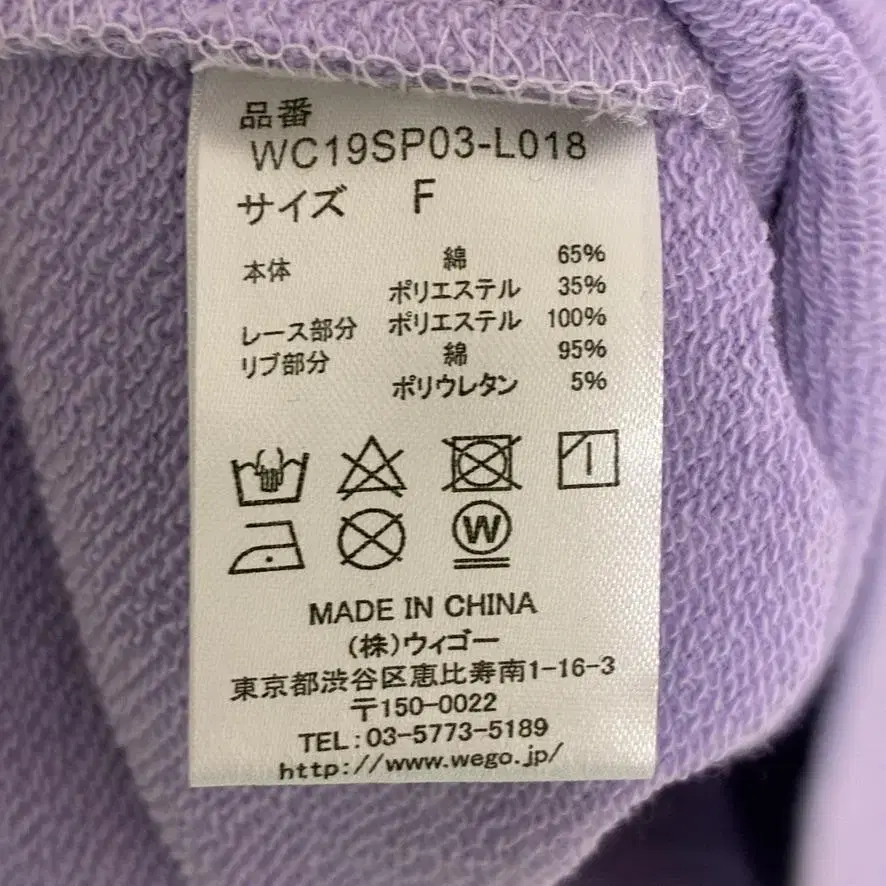 品番
WC19SP03-L018
サイズ F
本体 綿 65%
ポリエステル 35%
レース部分 ポリエステル 100%
リブ部分 綿 95%
ポリウレタン 5%
W
MADE IN CHINA
(株)ウィゴー
東京都渋谷区恵比寿南1-16-3
〒150-0022
TEL:03-5773-5189
http://www.wego.jp/